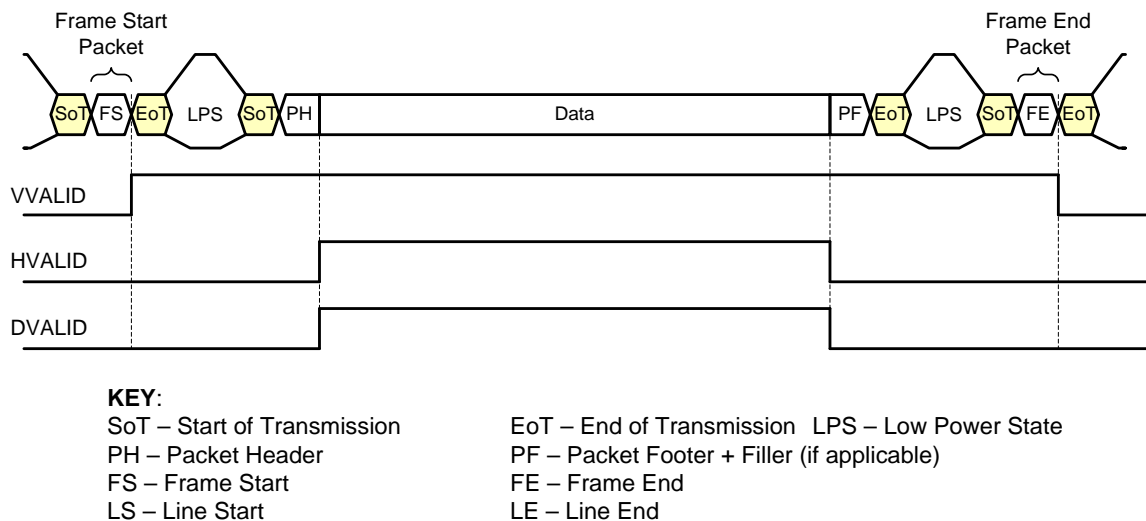 Frame Start
Packet
Frame End
Packet
SoT FS EoT LPS SoT PH Data PF EoT LPS SoT FE EoT
VVALID
HVALID
DVALID
KEY:
SoT – Start of Transmission EoT – End of Transmission LPS – Low Power State
PH – Packet Header PF – Packet Footer + Filler (if applicable)
FS – Frame Start FE – Frame End
LS – Line Start LE – Line End